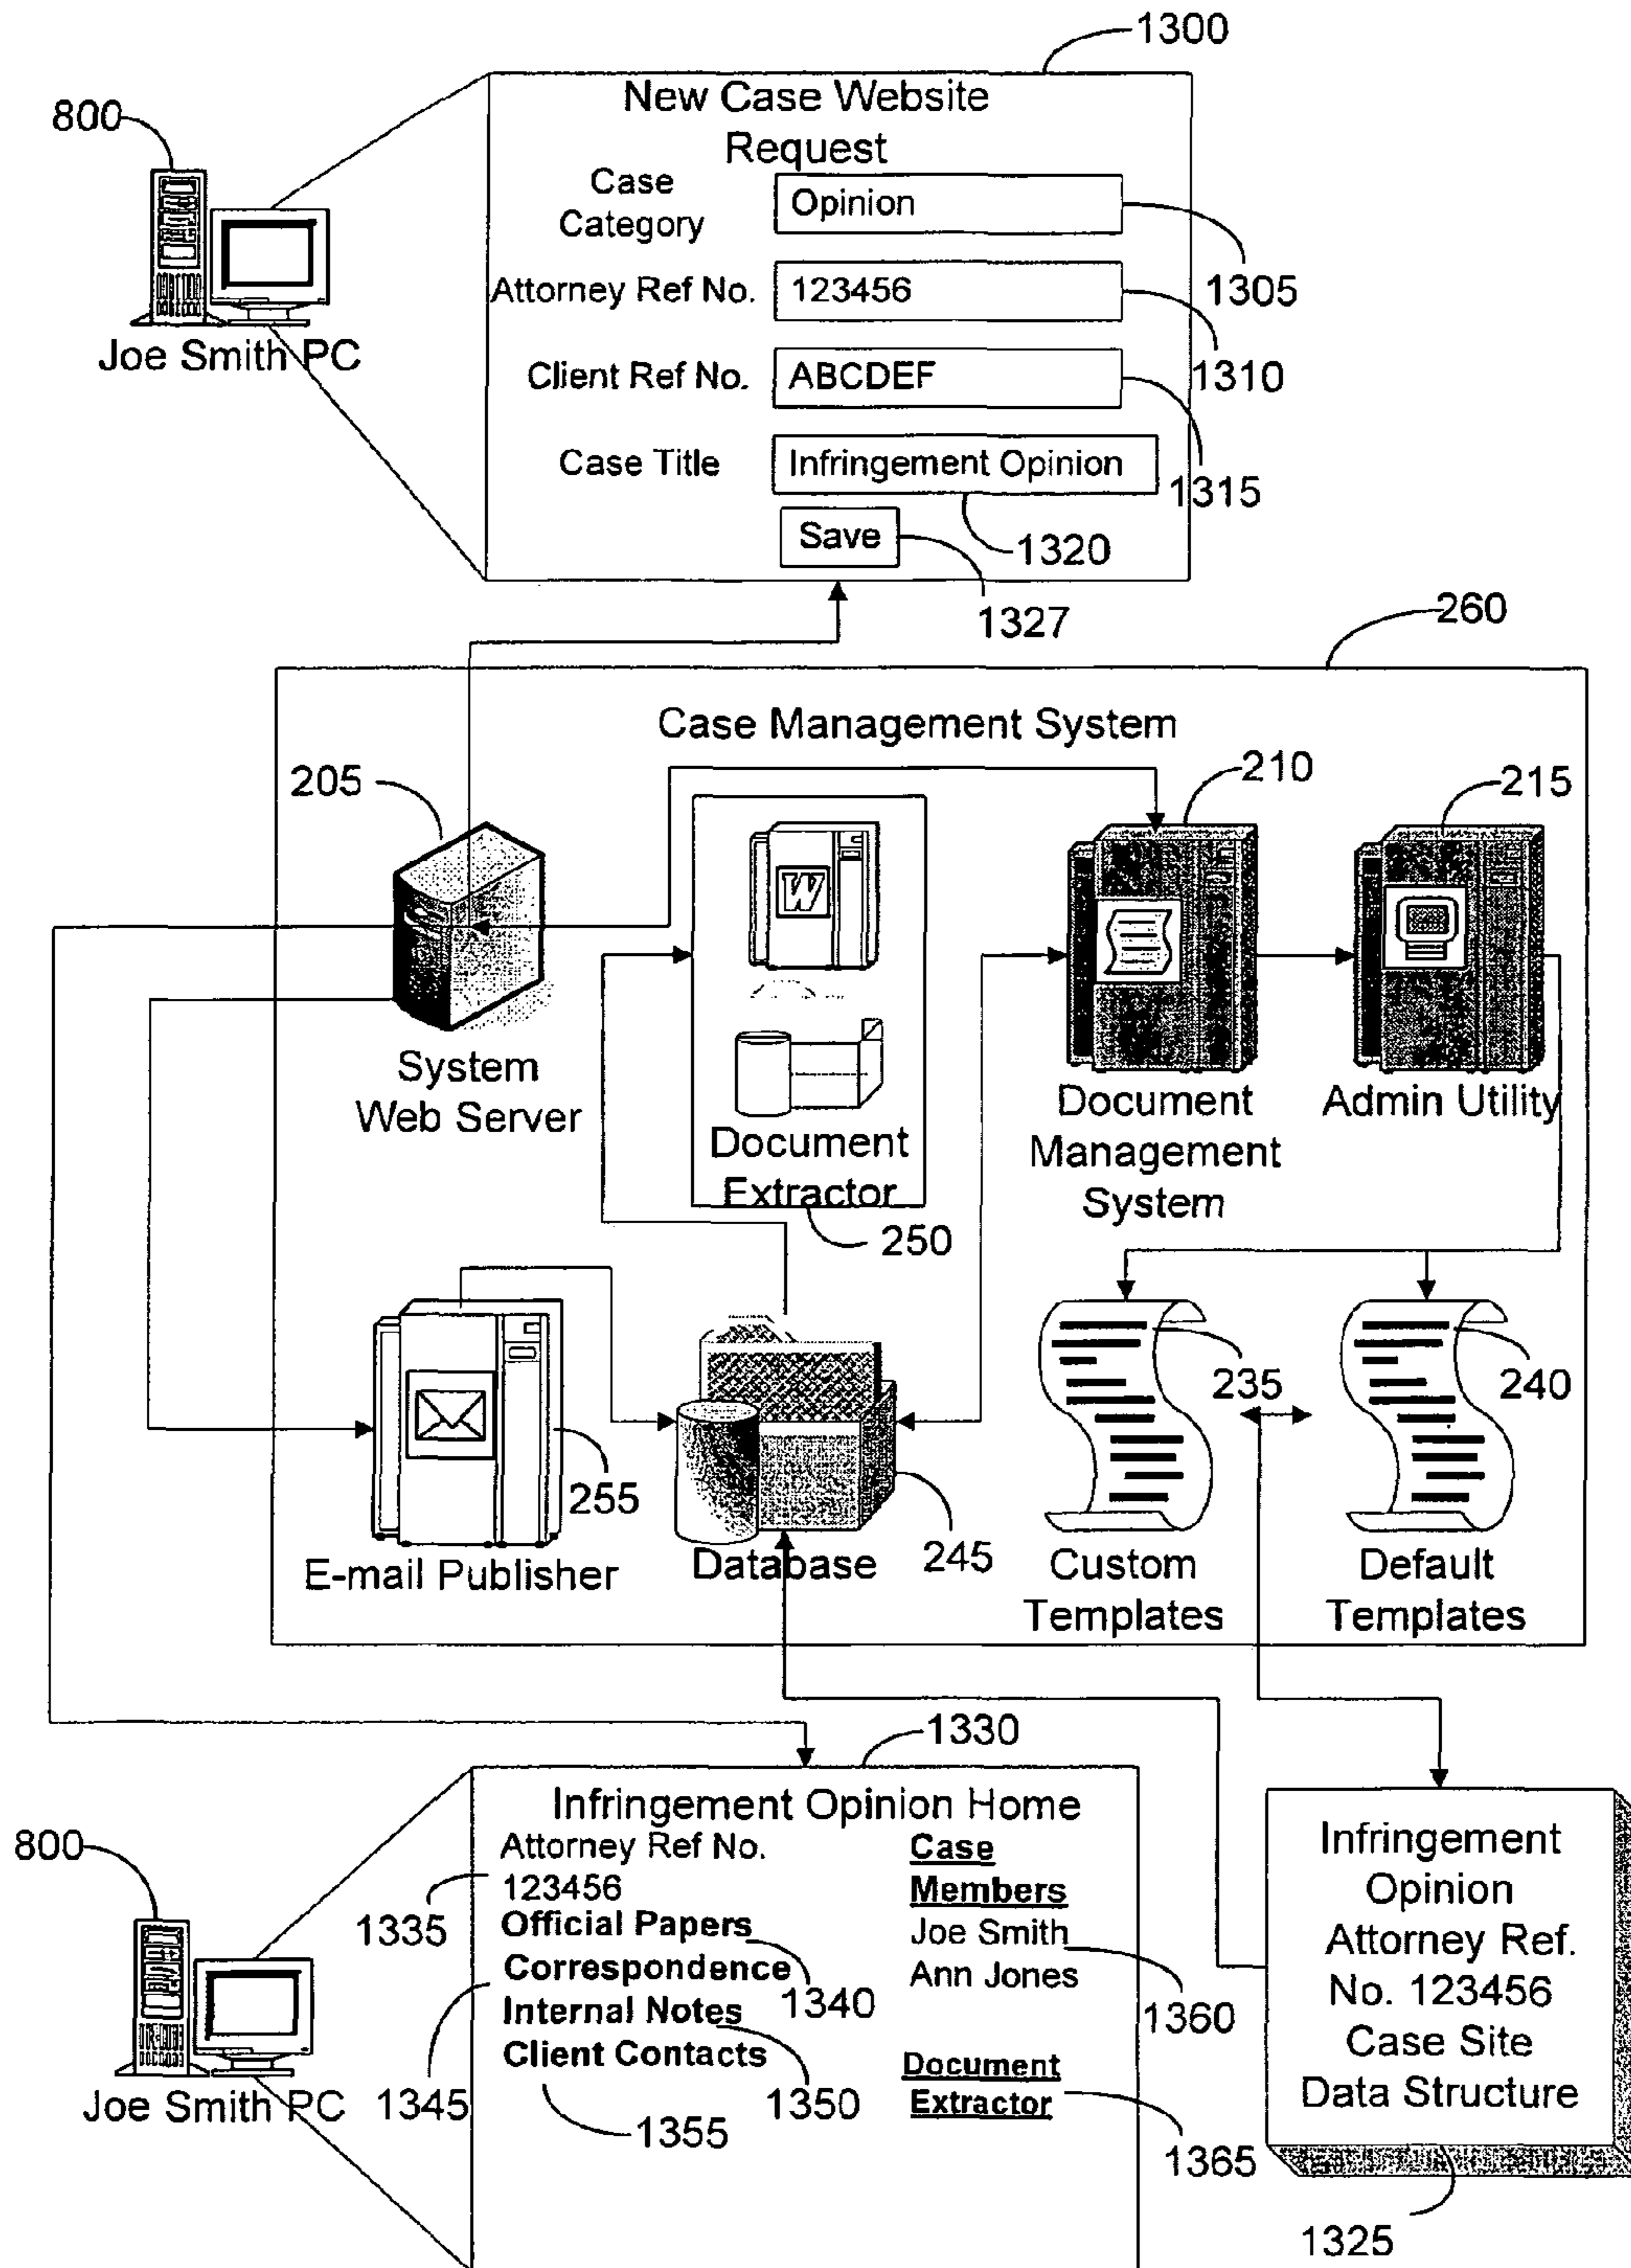 1300
New Case Website
Request
800
Case
Category
Opinion
1305
Attorney Ref No.
123456
1310
Joe Smith PC
Client Ref No.
ABCDEF
1315
Case Title
Infringement Opinion
1320
Save
1327
260
Case Management System
205
210
215
W
System
Web Server
Document
Extractor
250
Document
Management
System
Admin Utility
235
240
255
245
E-mail Publisher
Database
Custom
Templates
Default
Templates
1330
Infringement Opinion Home
800
Attorney Ref No.
123456
1335
Official Papers
1340
Correspondence
1345
Internal Notes
1350
Client Contacts
1355
Case
Members
Joe Smith
Ann Jones
1360
Document
Extractor
1365
Joe Smith PC
Infringement
Opinion
Attorney Ref.
No. 123456
Case Site
Data Structure
1325